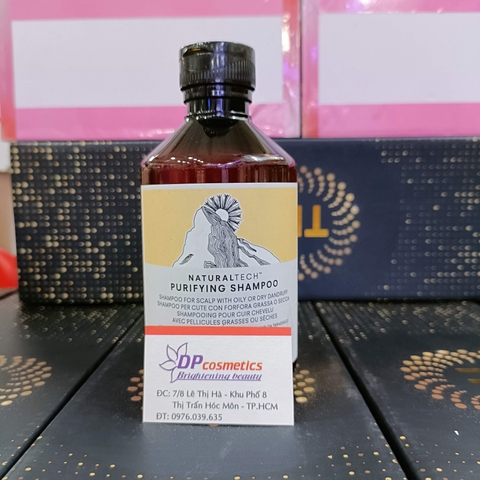 NATURALTECH™
PURIFYING SHAMPOO
SHAMPOO FOR SCALP WITH OILY OR DRY DANDRUFF
SHAMPOO PER CUTE CON FORFORA GRASSA O SECCA
SHAMPOOING POUR CUIR CHEVELU
AVEC PELLICULES GRASSES OU SÈCHES
DPcosmetics
Brightening beauty
ĐC: 7/8 Lê Thị Hà - Khu Phố 8
Thị Trấn Hóc Môn - TP.HCM
ĐT: 0976.039.635